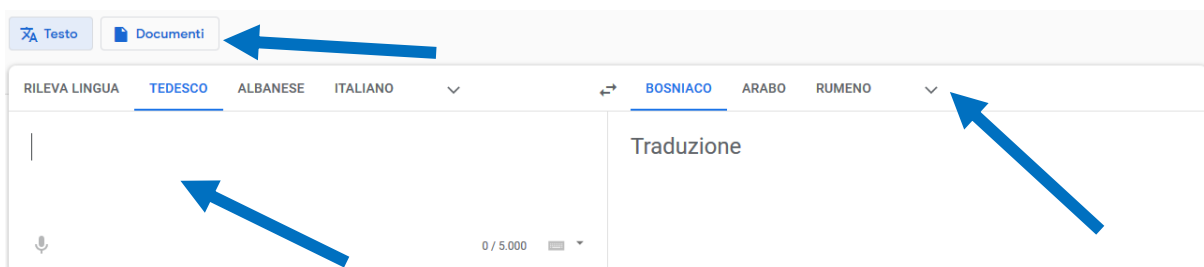 Testo Documenti
RILEVA LINGUA TEDESCO ALBANESE ITALIANO BOSNIACO ARABO RUMENO
Traduzione
0 / 5.000